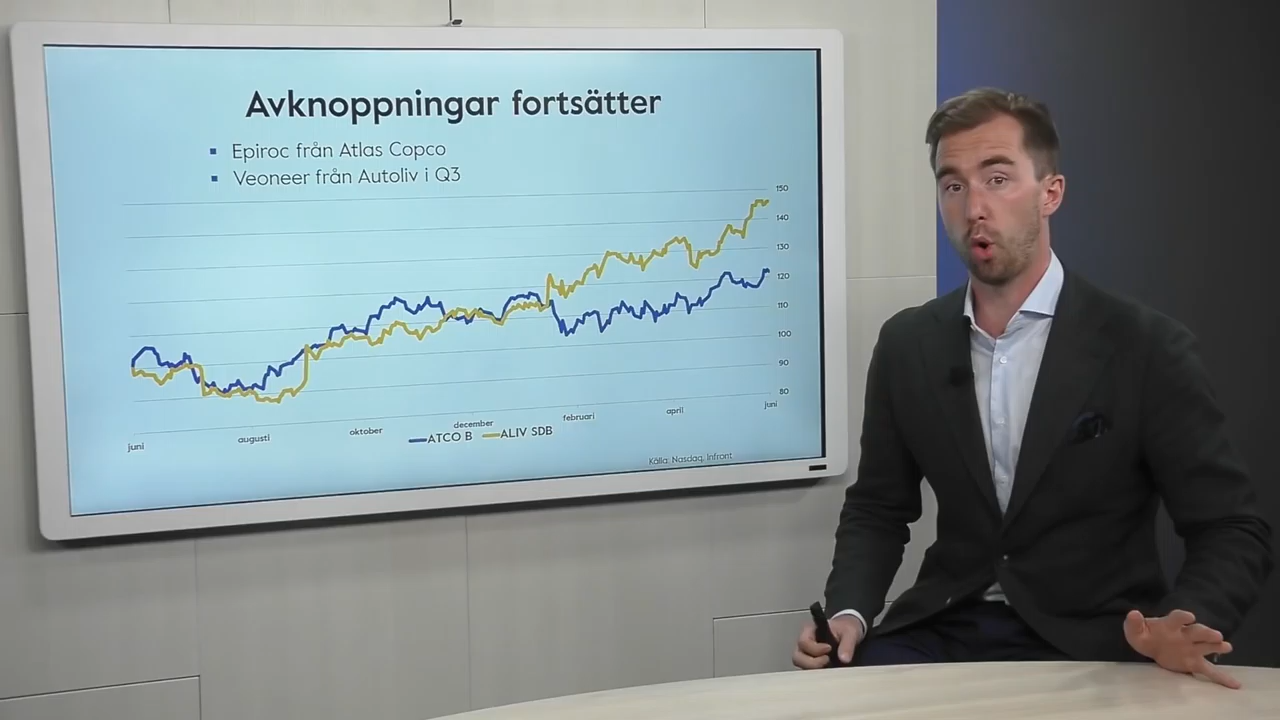 Avknoppningar fortsätter
Epiroc från Atlas Copco
Veoneer från Autoliv i Q3
150
140
130
120
110
100
90
80
juni
augusti
oktober
december
februari
april
juni
ATCO B
ALIV SDB
Källa: Nasdaq, Infront